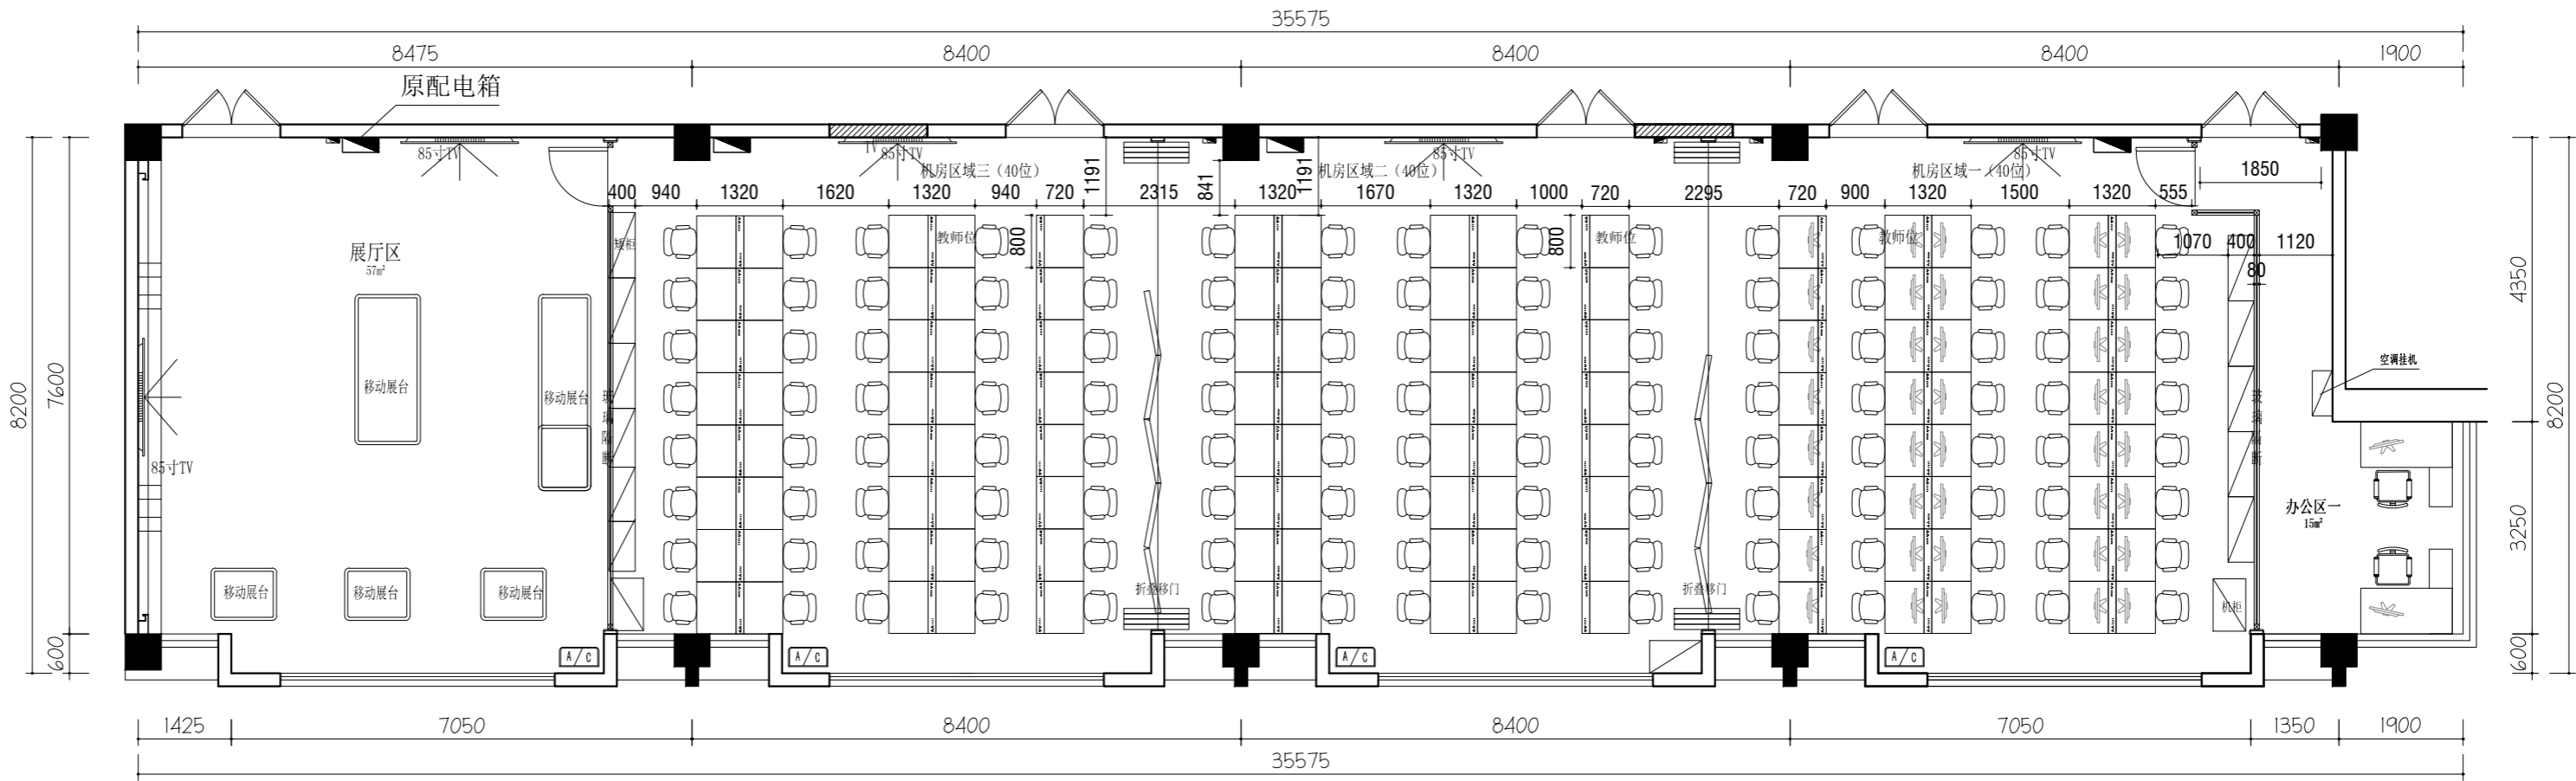 35575
8475
8400
8400
8400
1900
原配电箱
85寸TV
TV
85寸TV
85寸TV
85寸TV
机房区域三（40位）
机房区域二（40位）
机房区域一（40位）
400
940
1320
1620
1320
940
720
1191
2315
841
1320
1191
1670
1320
1000
720
2295
720
900
1320
1500
1320
555
1850
展厅区
57㎡
矮柜
教师位
800
800
教师位
教师位
1070
400
1120
80
8200
7600
600
4350
3250
600
8200
移动展台
移动展台
玻璃隔断
空调挂机
玻璃隔断
85寸TV
办公区一
15㎡
移动展台
移动展台
移动展台
折叠移门
折叠移门
机柜
A/C
A/C
A/C
A/C
1425
7050
8400
8400
7050
1350
1900
35575